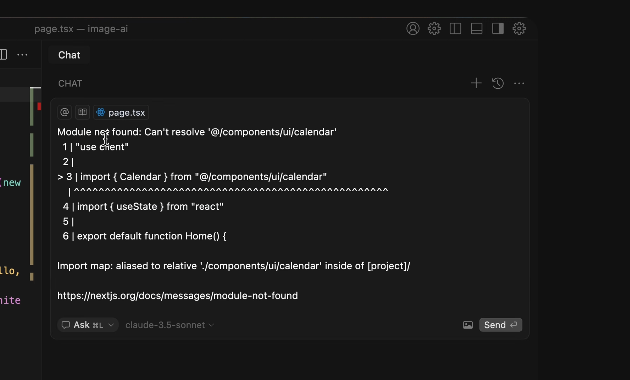 page.tsx — image-ai
Chat
CHAT
@ page.tsx
Module not found: Can't resolve '@/components/ui/calendar'
1 | "use client"
2 |
> 3 | import { Calendar } from "@/components/ui/calendar"
| ^^^^^^^^^^^^^^^^^^^^^^^^^^^^^^^^^^^^^^^^^^^^^^^^^^^
4 | import { useState } from "react"
5 |
6 | export default function Home() {
Import map: aliased to relative './components/ui/calendar' inside of [project]/
https://nextjs.org/docs/messages/module-not-found
Ask ⌘L claude-3.5-sonnet Send
(new
llo,